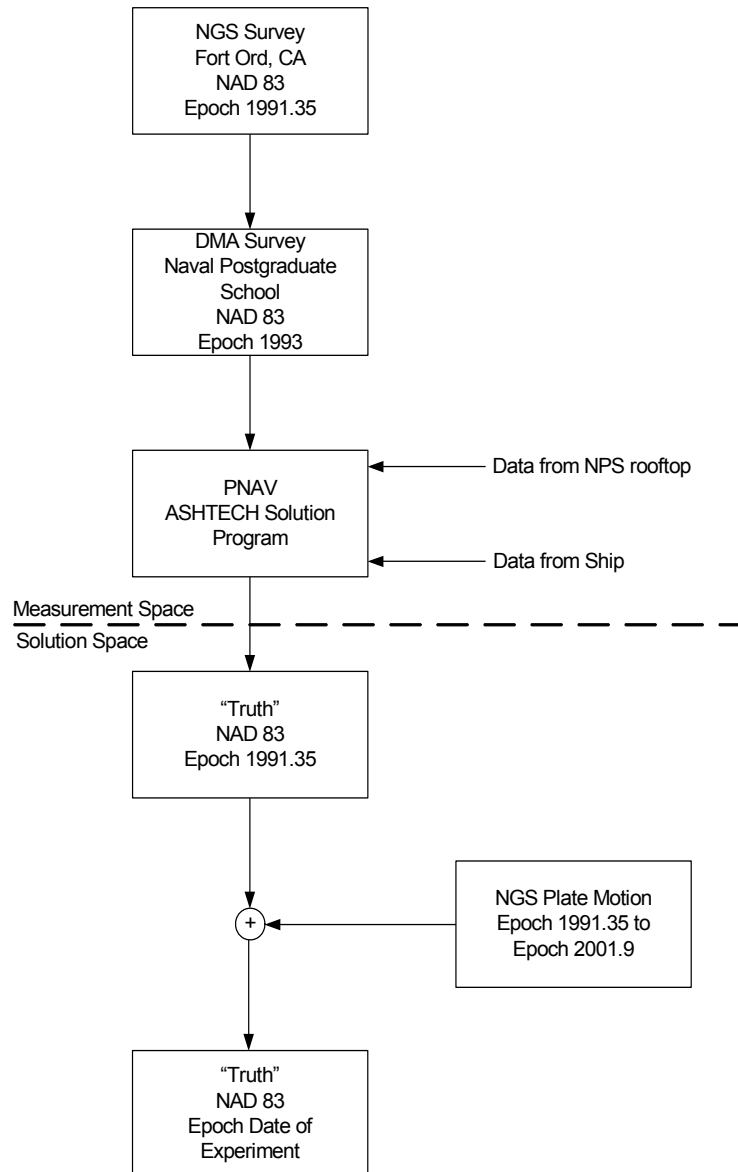 NGS Survey
Fort Ord, CA
NAD 83
Epoch 1991.35
DMA Survey
Naval Postgraduate
School
NAD 83
Epoch 1993
PNAV
ASHTECH Solution
Program
Data from NPS rooftop
Data from Ship
Measurement Space
Solution Space
“Truth”
NAD 83
Epoch 1991.35
NGS Plate Motion
Epoch 1991.35 to
Epoch 2001.9
+
“Truth”
NAD 83
Epoch Date of
Experiment